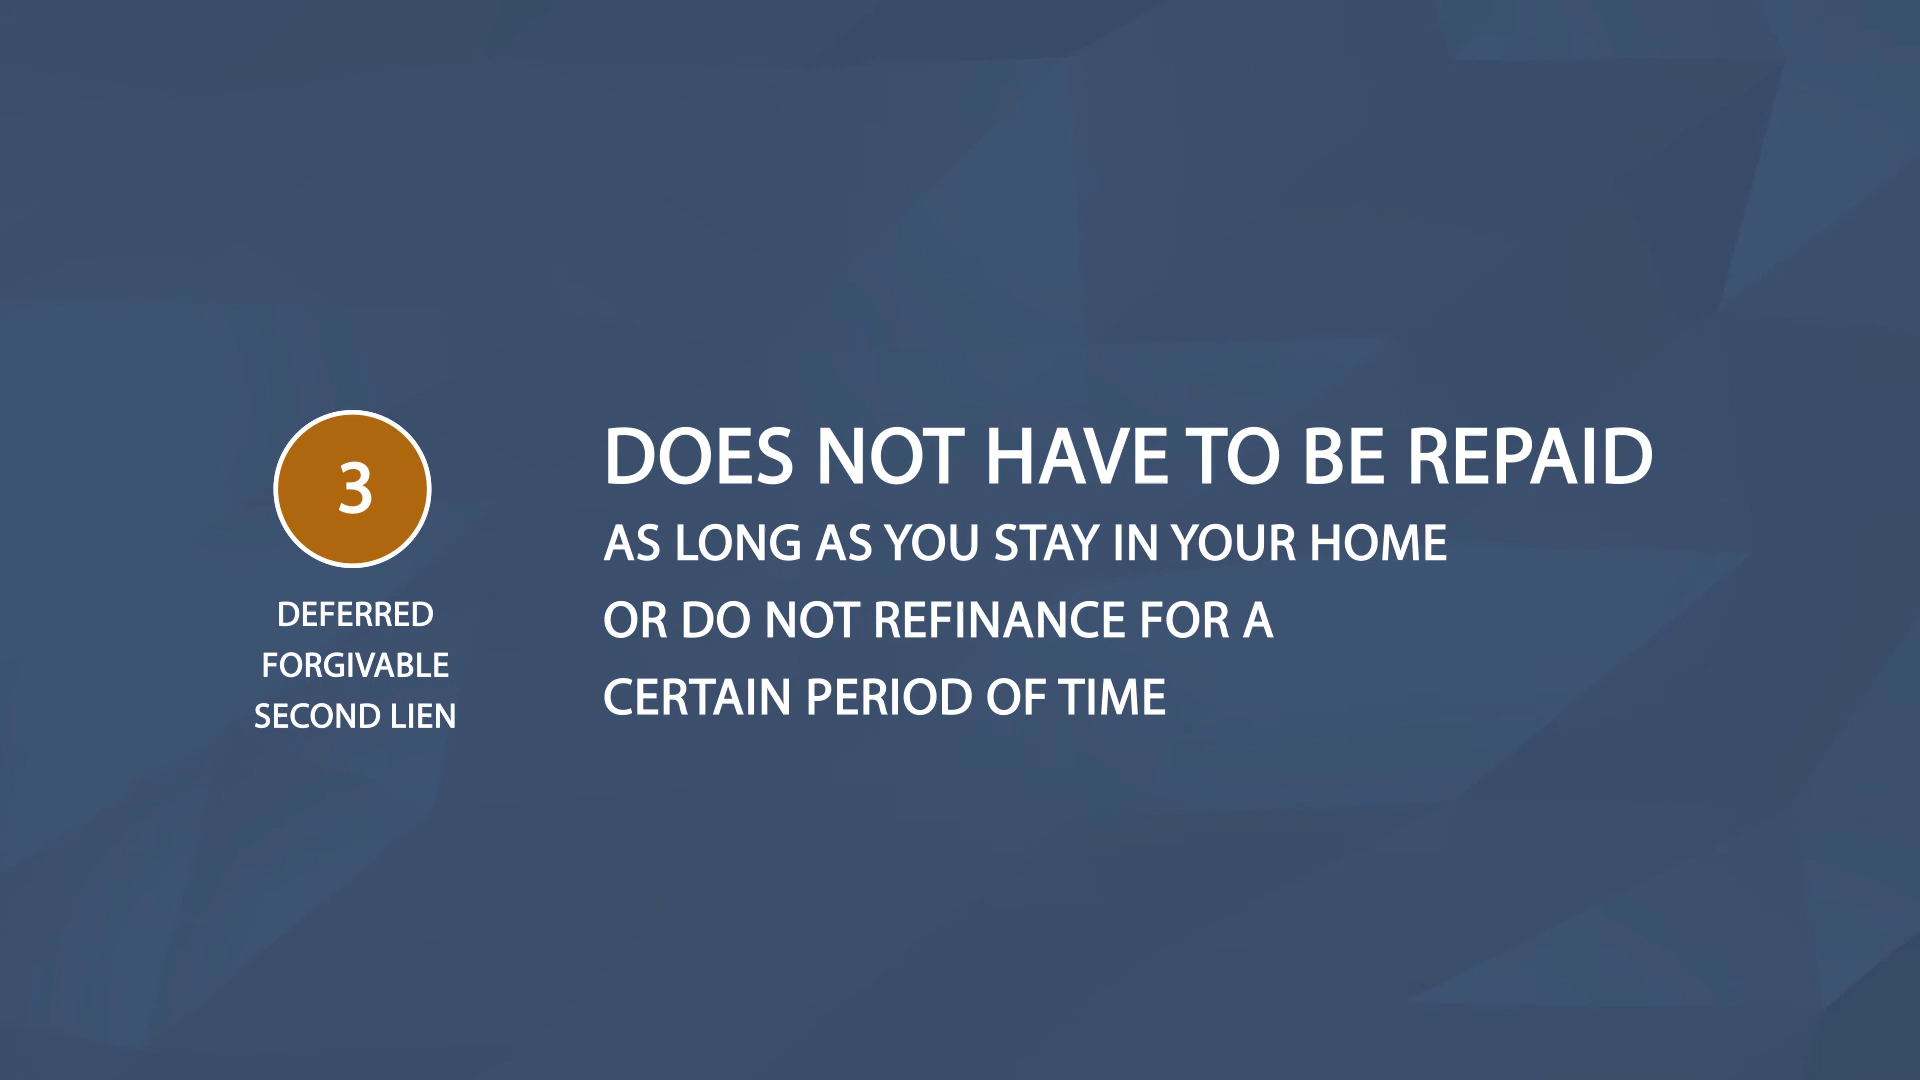 3
DEFERRED
FORGIVABLE
SECOND LIEN
DOES NOT HAVE TO BE REPAID
AS LONG AS YOU STAY IN YOUR HOME
OR DO NOT REFINANCE FOR A
CERTAIN PERIOD OF TIME